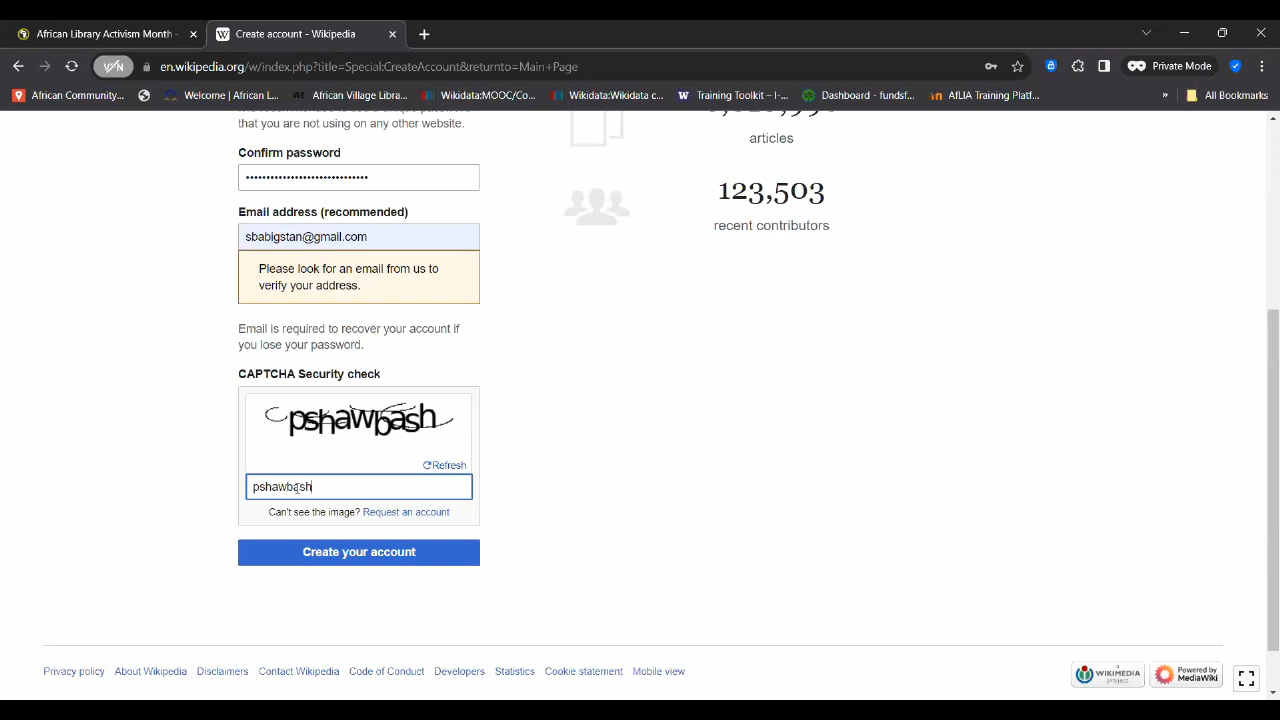 African Library Activism Month -
Create account - Wikipedia
en.wikipedia.org/w/index.php?title=Special:CreateAccount&returnto=Main+Page
Private Mode
African Community...
Welcome | African L...
African Village Libra...
Wikidata:MOOC/Co...
Wikidata:Wikidata c...
Training Toolkit – I-...
Dashboard - fundsf...
AfLIA Training Platf...
»
All Bookmarks
that you are not using on any other website.
Confirm password
Email address (recommended)
sbabigstan@gmail.com
Please look for an email from us to
verify your address.
Email is required to recover your account if
you lose your password.
CAPTCHA Security check
pshawbash
Refresh
pshawbash
Can't see the image? Request an account
Create your account
articles
123,503
recent contributors
Privacy policy
About Wikipedia
Disclaimers
Contact Wikipedia
Code of Conduct
Developers
Statistics
Cookie statement
Mobile view
A
WIKIMEDIA
project
Powered by
MediaWiki